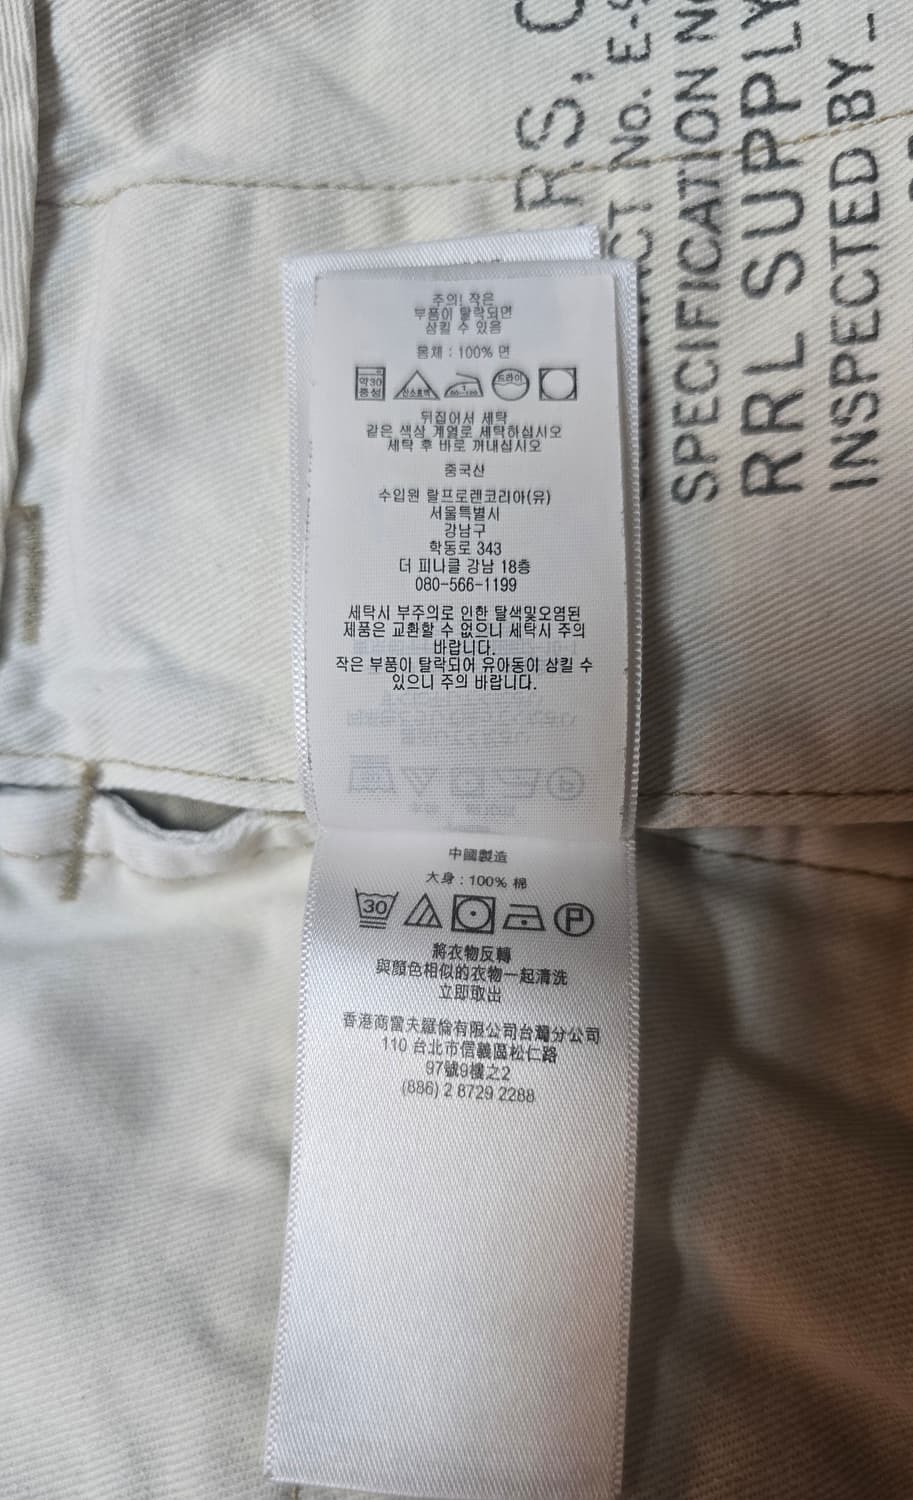 RS, C
CT No. E-S
SPECIFICATION NO
RRL SUPPLY
INSPECTED BY_
주의! 작은
부품이 탈락되면
삼킬 수 있음
몸체 : 100% 면
약30 중성
산소표백
1 80-120
드라이
뒤집어서 세탁
같은 색상 계열로 세탁하십시오
세탁 후 바로 꺼내십시오
중국산
수입원 랄프로렌코리아(유)
서울특별시
강남구
학동로 343
더 피나클 강남 18층
080-566-1199
세탁시 부주의로 인한 탈색및오염된
제품은 교환할 수 없으니 세탁시 주의
바랍니다.
작은 부품이 탈락되어 유아동이 삼킬 수
있으니 주의 바랍니다.
中國製造
大身 : 100% 棉
30
P
將衣物反轉
與顏色相似的衣物一起清洗
立即取出
香港商雷夫羅倫有限公司台灣分公司
110 台北市信義區松仁路
97號9樓之2
(886) 2 8729 2288